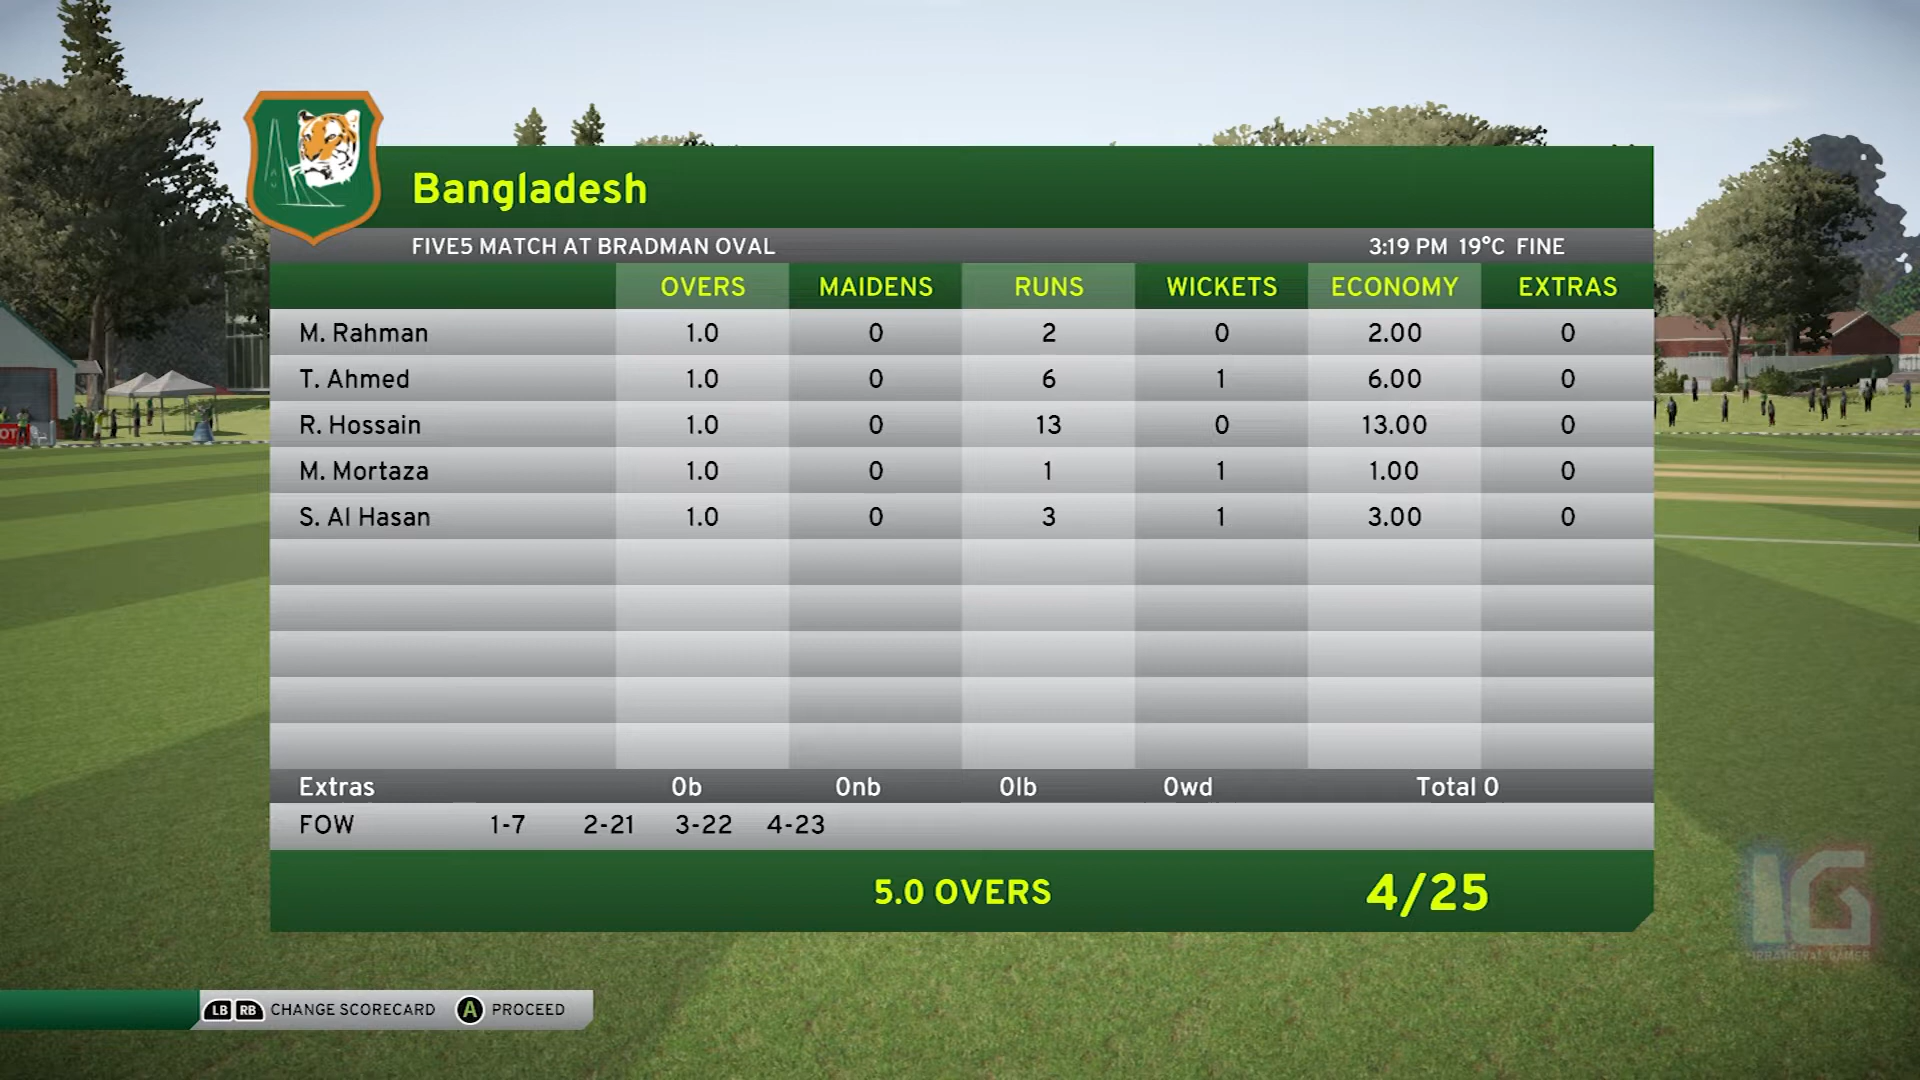 Bangladesh
FIVE5 MATCH AT BRADMAN OVAL 3:19 PM 19°C FINE
OVERS MAIDENS RUNS WICKETS ECONOMY EXTRAS
M. Rahman 1.0 0 2 0 2.00 0
T. Ahmed 1.0 0 6 1 6.00 0
R. Hossain 1.0 0 13 0 13.00 0
M. Mortaza 1.0 0 1 1 1.00 0
S. Al Hasan 1.0 0 3 1 3.00 0
Extras 0b 0nb 0lb 0wd Total 0
FOW 1-7 2-21 3-22 4-23
5.0 OVERS 4/25
IG
IRRATIONAL GAMER
LB RB CHANGE SCORECARD A PROCEED